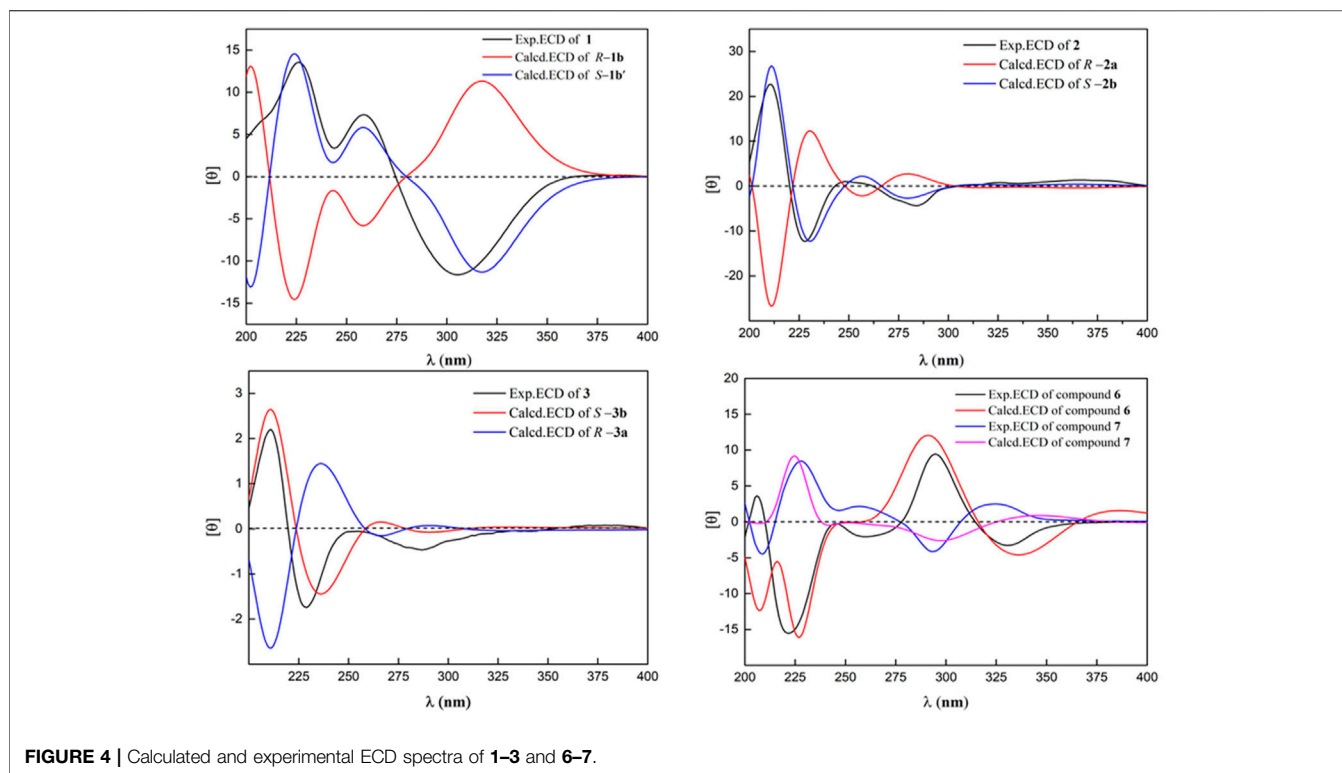 Exp.ECD of 1
Calcd.ECD of R-1b
Calcd.ECD of S-1b'
15
10
5
0
-5
-10
-15
[θ]
200 225 250 275 300 325 350 375 400
λ (nm)
Exp.ECD of 2
Calcd.ECD of R-2a
Calcd.ECD of S-2b
30
20
10
0
-10
-20
[θ]
200 225 250 275 300 325 350 375 400
λ (nm)
Exp.ECD of 3
Calcd.ECD of S-3b
Calcd.ECD of R-3a
3
2
1
0
-1
-2
[θ]
225 250 275 300 325 350 375 400
λ (nm)
Exp.ECD of compound 6
Calcd.ECD of compound 6
Exp.ECD of compound 7
Calcd.ECD of compound 7
20
15
10
5
0
-5
-10
-15
[θ]
200 225 250 275 300 325 350 375 400
λ (nm)
FIGURE 4 | Calculated and experimental ECD spectra of 1–3 and 6–7.